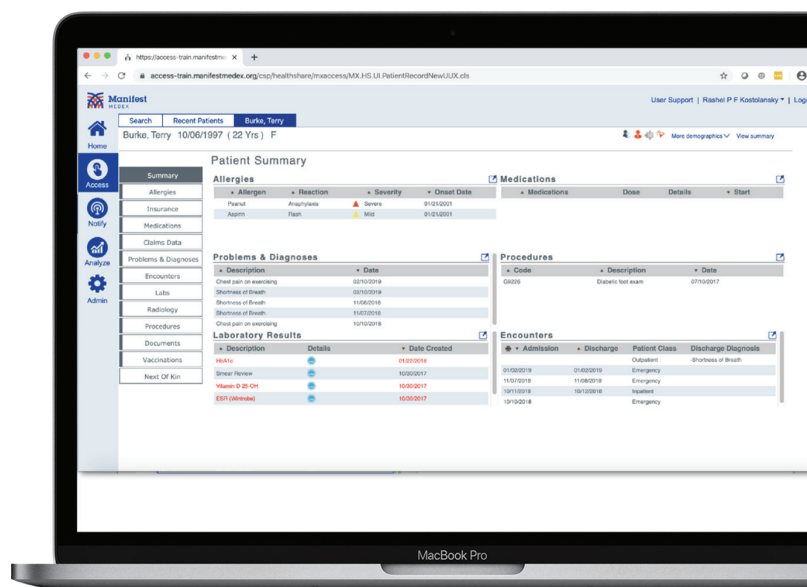 https://access-train.manifestme
access-train.manifestmedex.org/csp/healthshare/mxaccess/MX.HS.UI.PatientRecordNewUUX.cls
Manifest
MEDEX
User Support | Rashel P F Kostolansky
Search Recent Patients Burke, Terry
Burke, Terry 10/06/1997 ( 22 Yrs ) F
More demographics View summary
Home
Access
Notify
Analyze
Admin
Summary
Allergies
Insurance
Medications
Claims Data
Problems & Diagnoses
Encounters
Labs
Radiology
Procedures
Documents
Vaccinations
Next Of Kin
Patient Summary
Allergies
Allergen Reaction Severity Onset Date
Peanut Anaphylaxis Severe 01/21/2001
Aspirin Rash Mild 01/21/2001
Medications
Medications Dose Details Start
Problems & Diagnoses
Description Date
Chest pain on exercising 02/10/2019
Shortness of Breath 02/10/2019
Shortness of Breath 11/08/2018
Shortness of Breath 11/07/2018
Chest pain on exercising 10/10/2018
Procedures
Code Description Date
G9226 Diabetic foot exam 07/10/2017
Laboratory Results
Description Details Date Created
HbA1c 01/22/2018
Smear Review 10/30/2017
Vitamin D 25-OH 10/30/2017
ESR (Wintrobe) 10/30/2017
Encounters
Admission Discharge Patient Class Discharge Diagnosis
Outpatient -Shortness of Breath
01/02/2019 01/02/2019 Emergency
11/07/2018 11/08/2018 Emergency
10/11/2018 10/12/2018 Inpatient
10/10/2018 Emergency
MacBook Pro